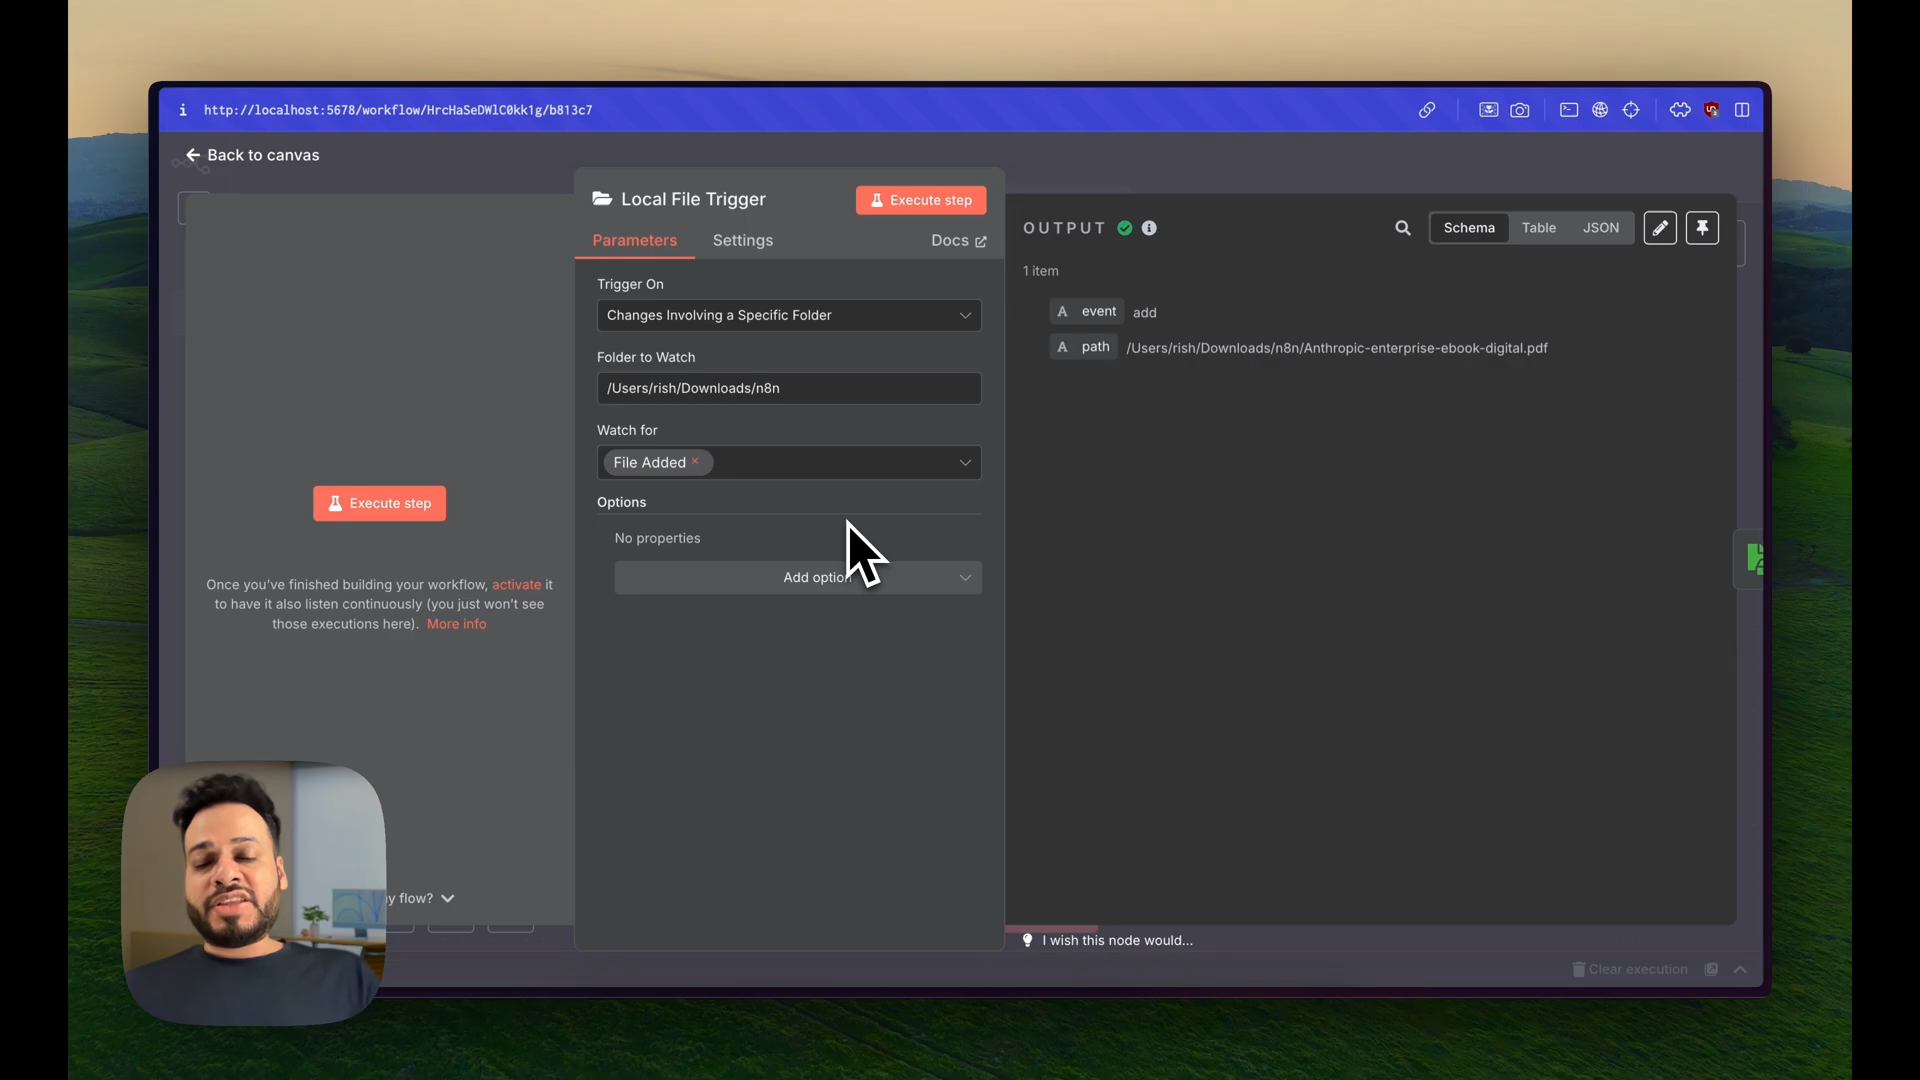 http://localhost:5678/workflow/HrcHaSeDWlC0kk1g/b813c7
Back to canvas
Local File Trigger
Execute step
Parameters
Settings
Docs
Trigger On
Changes Involving a Specific Folder
Folder to Watch
/Users/rish/Downloads/n8n
Watch for
File Added ×
Options
No properties
Add option
Execute step
Once you've finished building your workflow, activate it
to have it also listen continuously (you just won't see
those executions here). More info
flow?
OUTPUT
Schema
Table
JSON
1 item
A event add
A path /Users/rish/Downloads/n8n/Anthropic-enterprise-ebook-digital.pdf
I wish this node would...
Clear execution